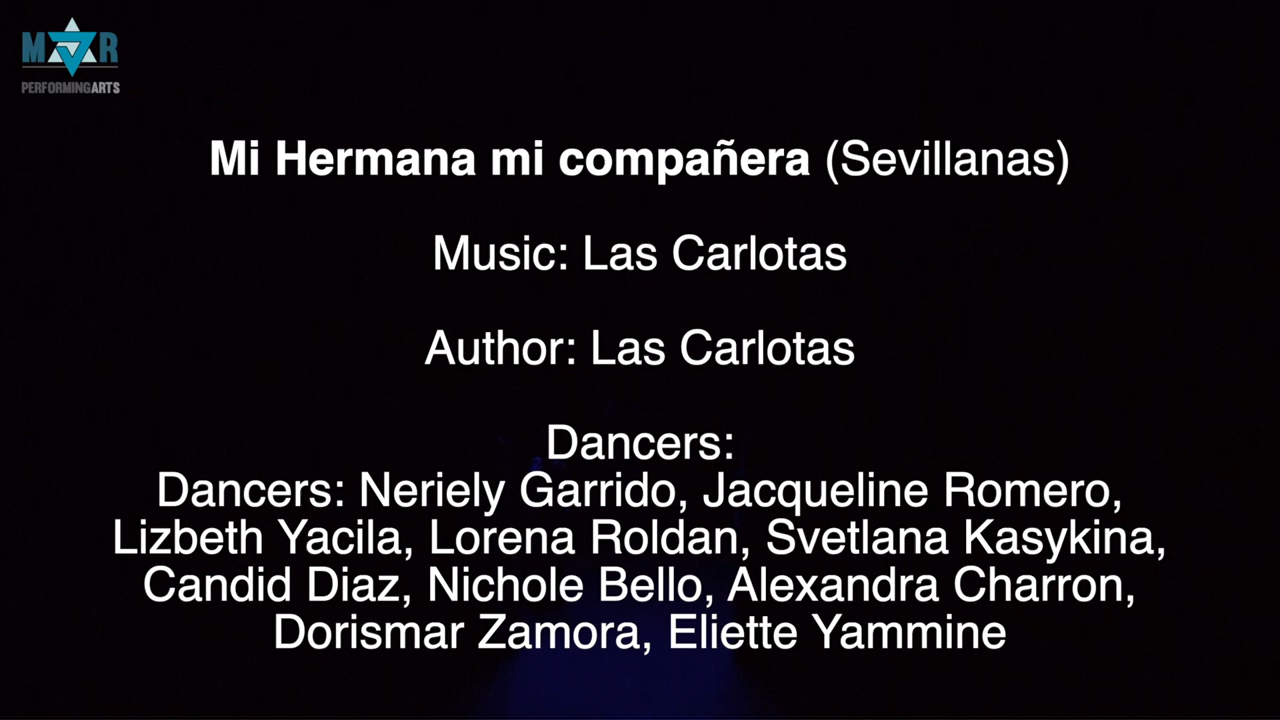 M R
PERFORMINGARTS
Mi Hermana mi compañera (Sevillanas)
Music: Las Carlotas
Author: Las Carlotas
Dancers:
Dancers: Neriely Garrido, Jacqueline Romero,
Lizbeth Yacila, Lorena Roldan, Svetlana Kasykina,
Candid Diaz, Nichole Bello, Alexandra Charron,
Dorismar Zamora, Eliette Yammine